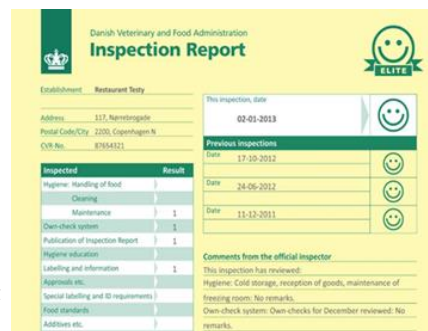 Danish Veterinary and Food Administration
Inspection Report
ELITE
Establishment Restaurant Testy
Address 117, Nørrebrogade
Postal Code/City 2200, Copenhagen N
CVR-No. 87654321
Inspected Result
Hygiene: Handling of food
Cleaning
Maintenance 1
Own-check system 1
Publication of Inspection Report 1
Hygiene education
Labelling and information 1
Approvals etc.
Special labelling and ID requirements
Food standards
Additives etc.
This inspection, date
02-01-2013
Previous inspections
Date 17-10-2012
Date 24-06-2012
Date 11-12-2011
Comments from the official inspector
This inspection has reviewed:
Hygiene: Cold storage, reception of goods, maintenance of
freezing room: No remarks.
Own-check system: Own-checks for December reviewed: No
remarks.